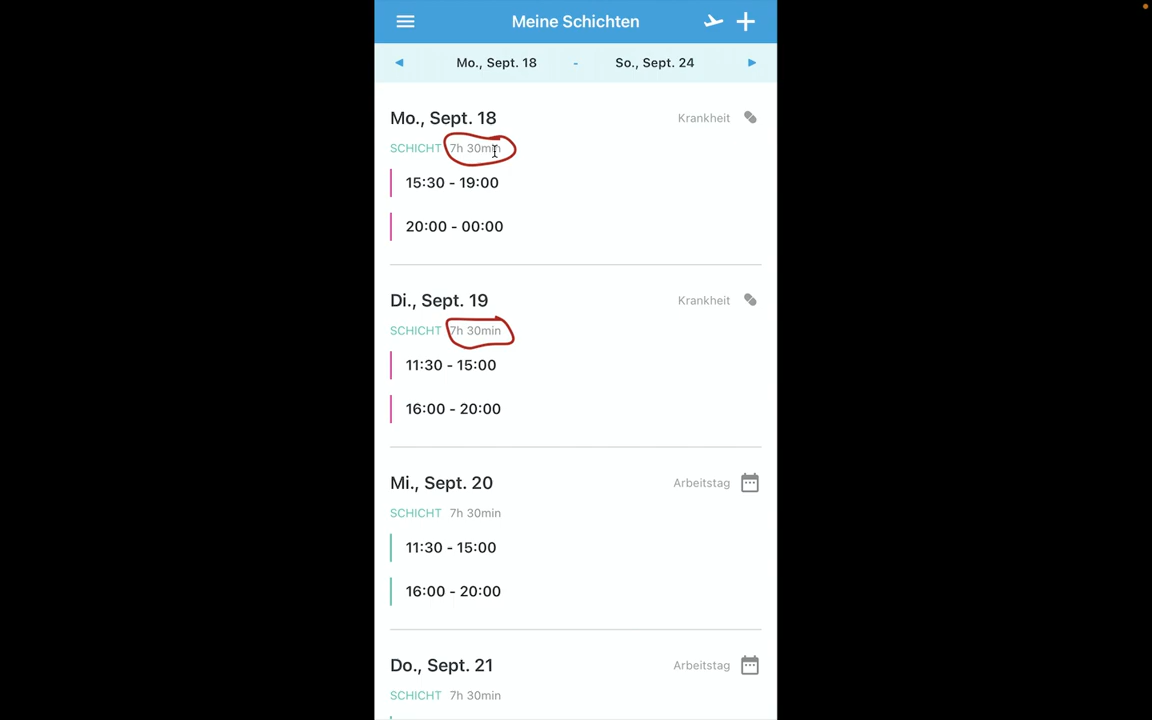 Meine Schichten
Mo., Sept. 18 - So., Sept. 24
Mo., Sept. 18 Krankheit
SCHICHT 7h 30min
15:30 - 19:00
20:00 - 00:00
Di., Sept. 19 Krankheit
SCHICHT 7h 30min
11:30 - 15:00
16:00 - 20:00
Mi., Sept. 20 Arbeitstag
SCHICHT 7h 30min
11:30 - 15:00
16:00 - 20:00
Do., Sept. 21 Arbeitstag
SCHICHT 7h 30min